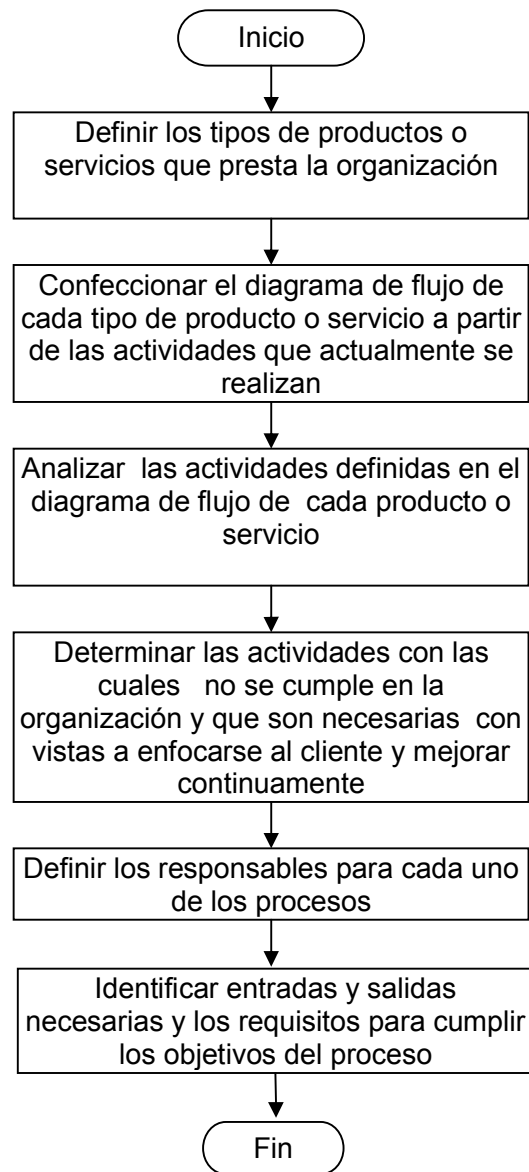 Inicio
Definir los tipos de productos o
servicios que presta la organización
Confeccionar el diagrama de flujo de
cada tipo de producto o servicio a partir
de las actividades que actualmente se
realizan
Analizar las actividades definidas en el
diagrama de flujo de cada producto o
servicio
Determinar las actividades con las
cuales no se cumple en la
organización y que son necesarias con
vistas a enfocarse al cliente y mejorar
continuamente
Definir los responsables para cada uno
de los procesos
Identificar entradas y salidas
necesarias y los requisitos para cumplir
los objetivos del proceso
Fin